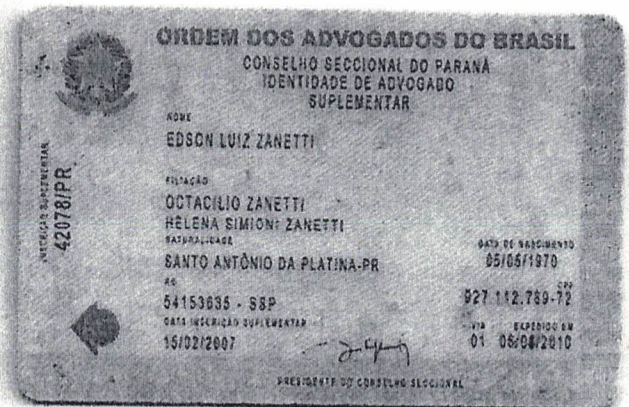 ORDEM DOS ADVOGADOS DO BRASIL
CONSELHO SECCIONAL DO PARANÁ
IDENTIDADE DE ADVOGADO
SUPLEMENTAR
NOME
EDSON LUIZ ZANETTI
FILIAÇÃO
OCTACILIO ZANETTI
HELENA SIMIONI ZANETTI
NATURALIDADE
DATA DE NASCIMENTO
SANTO ANTÔNIO DA PLATINA-PR
05/05/1970
RG
CPF
54153635 - SSP
927.112.789-72
DATA INSCRIÇÃO SUPLEMENTAR
VIA
EXPEDIDO EM
15/02/2007
01
06/08/2010
PRESIDENTE DO CONSELHO SECCIONAL
INSCRIÇÃO SUPLEMENTAR
42078/PR